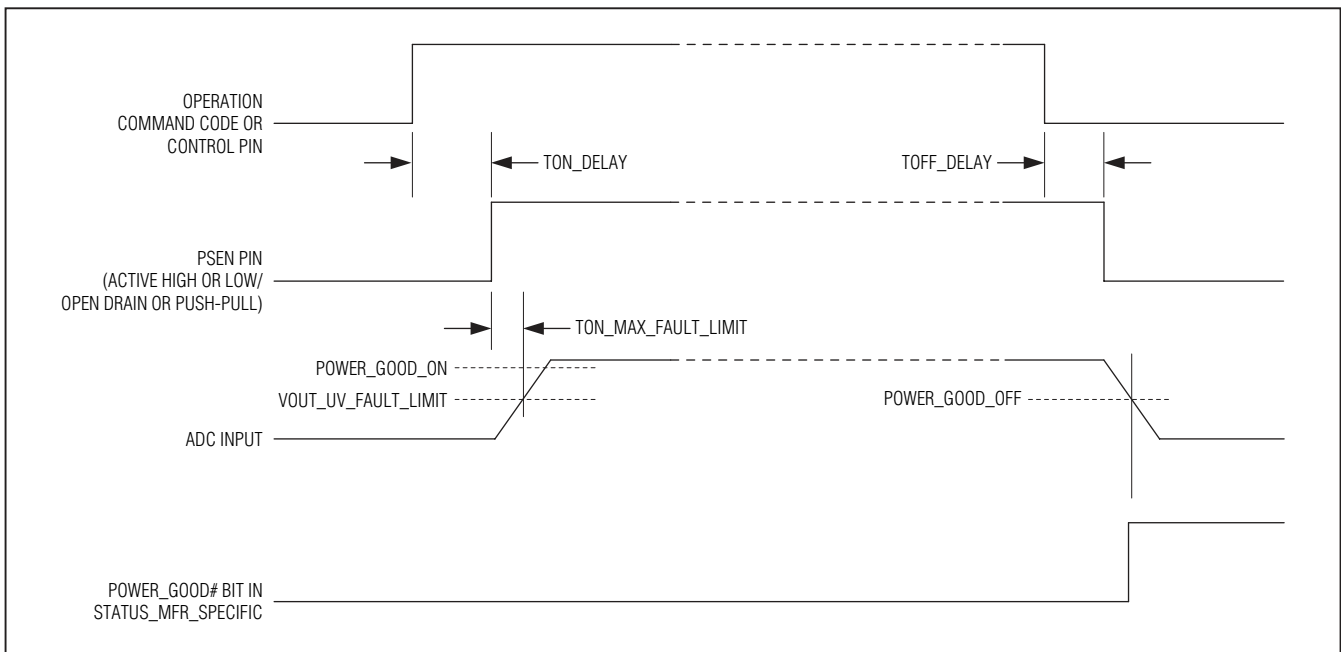 OPERATION
COMMAND CODE OR
CONTROL PIN
TON_DELAY
TOFF_DELAY
PSEN PIN
(ACTIVE HIGH OR LOW/
OPEN DRAIN OR PUSH-PULL)
TON_MAX_FAULT_LIMIT
POWER_GOOD_ON
VOUT_UV_FAULT_LIMIT
POWER_GOOD_OFF
ADC INPUT
POWER_GOOD# BIT IN
STATUS_MFR_SPECIFIC